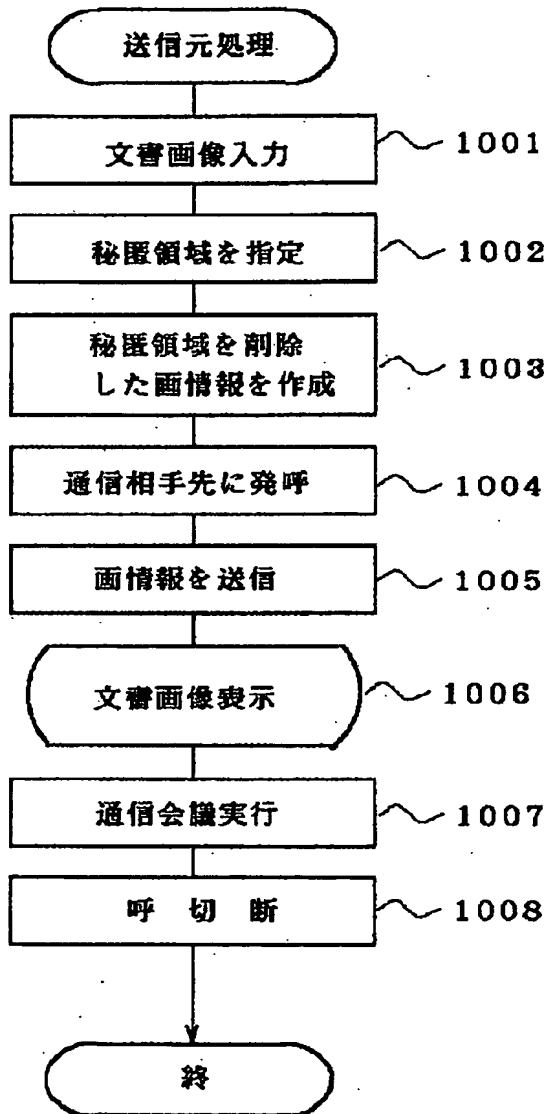 送信元処理
文書画像入力 1001
秘匿領域を指定 1002
秘匿領域を削除
した画情報を作成 1003
通信相手先に発呼 1004
画情報を送信 1005
文書画像表示 1006
通信会議実行 1007
呼 切 断 1008
終